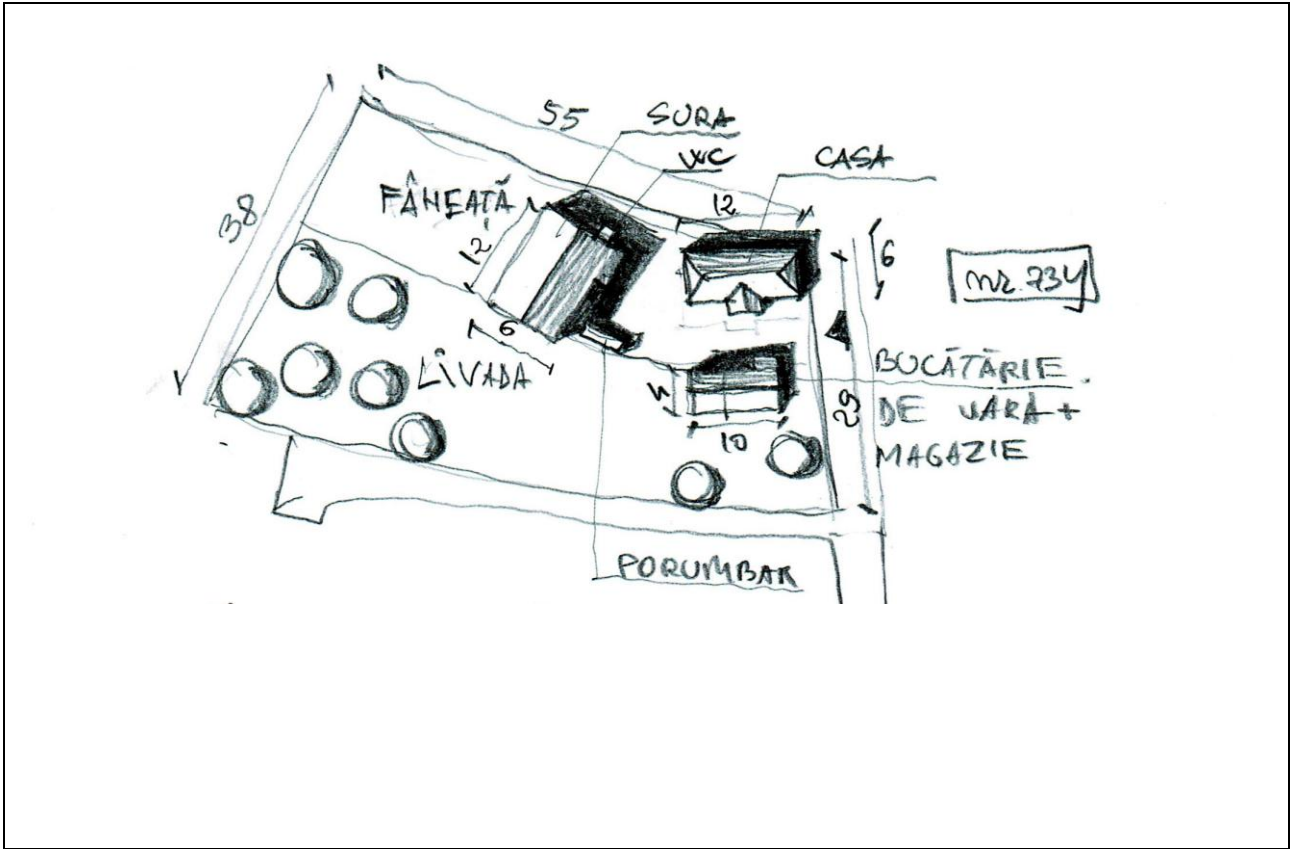 55
SURA
WC
CASA
FÂNEAȚĂ
12
38
12
6
nr. 734
6
LIVADA
BUCĂTĂRIE
DE VARĂ +
MAGAZIE
4
10
29
PORUMBAR